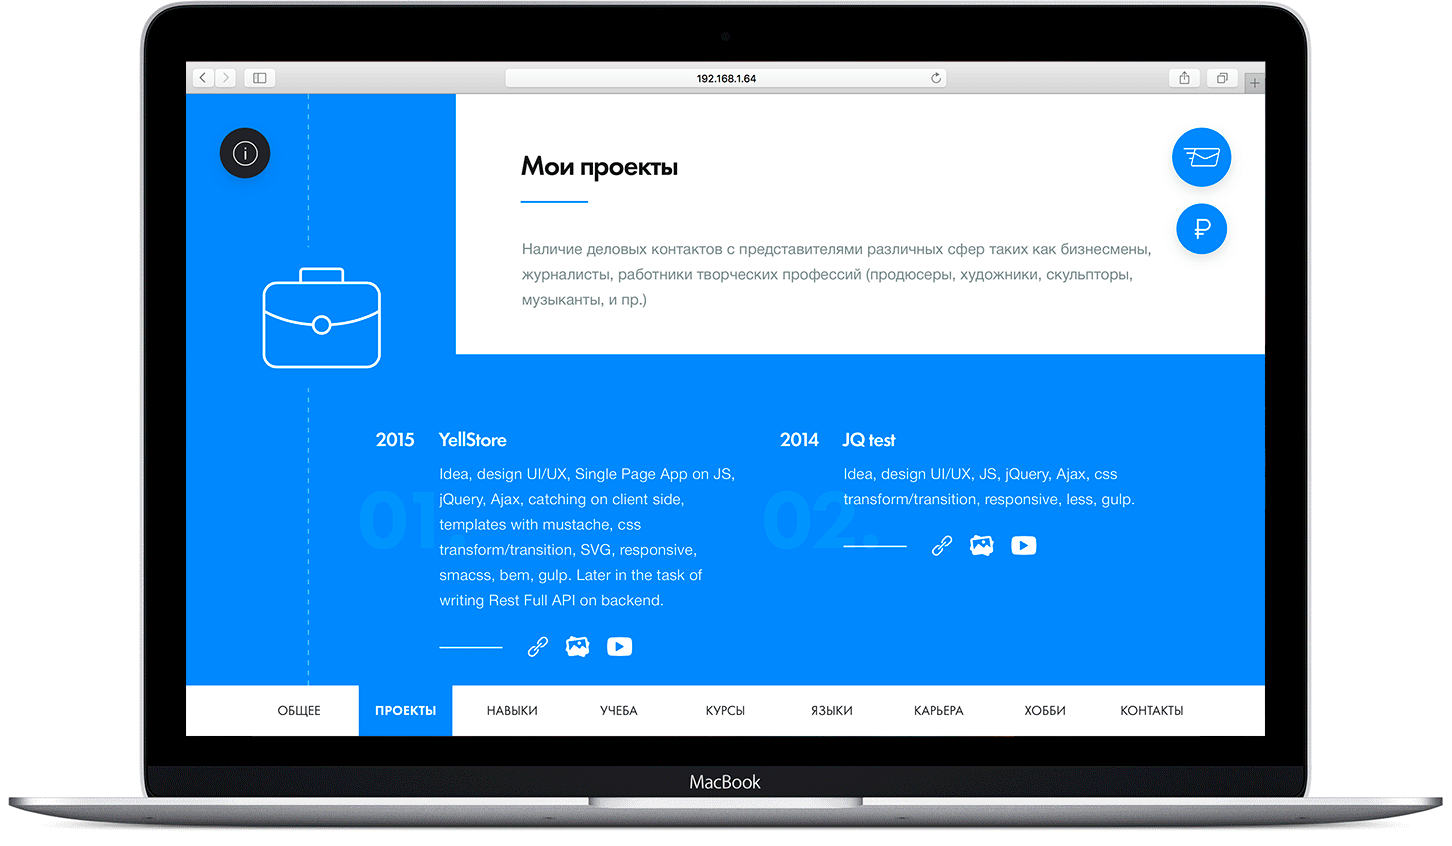 192.168.1.64
Мои проекты
Наличие деловых контактов с представителями различных сфер таких как бизнесмены,
журналисты, работники творческих профессий (продюсеры, художники, скульпторы,
музыканты, и пр.)
01.
2015 YellStore
Idea, design UI/UX, Single Page App on JS,
jQuery, Ajax, catching on client side,
templates with mustache, css
transform/transition, SVG, responsive,
smacss, bem, gulp. Later in the task of
writing Rest Full API on backend.
02.
2014 JQ test
Idea, design UI/UX, JS, jQuery, Ajax, css
transform/transition, responsive, less, gulp.
ОБЩЕЕ ПРОЕКТЫ НАВЫКИ УЧЕБА КУРСЫ ЯЗЫКИ КАРЬЕРА ХОББИ КОНТАКТЫ
MacBook